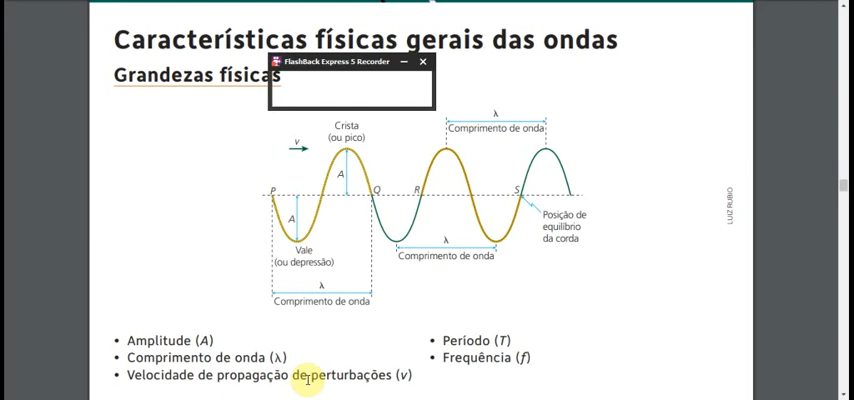 Características físicas gerais das ondas
Grandezas físicas
FlashBack Express 5 Recorder
λ
Comprimento de onda
Crista
(ou pico)
v
A
P
Q
R
S
A
Posição de
equilíbrio
da corda
Vale
(ou depressão)
λ
Comprimento de onda
λ
Comprimento de onda
LUIZ RUBIO
• Amplitude (A)
• Comprimento de onda (λ)
• Velocidade de propagação de perturbações (v)
• Período (T)
• Frequência (f)